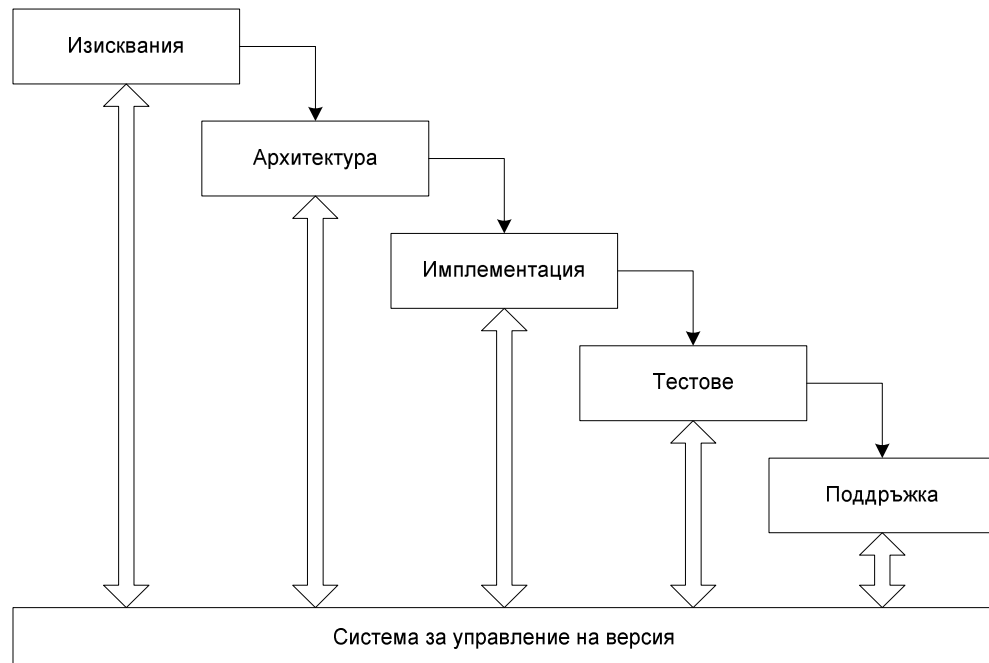 Изисквания
Архитектура
Имплементация
Тестове
Поддръжка
Система за управление на версия